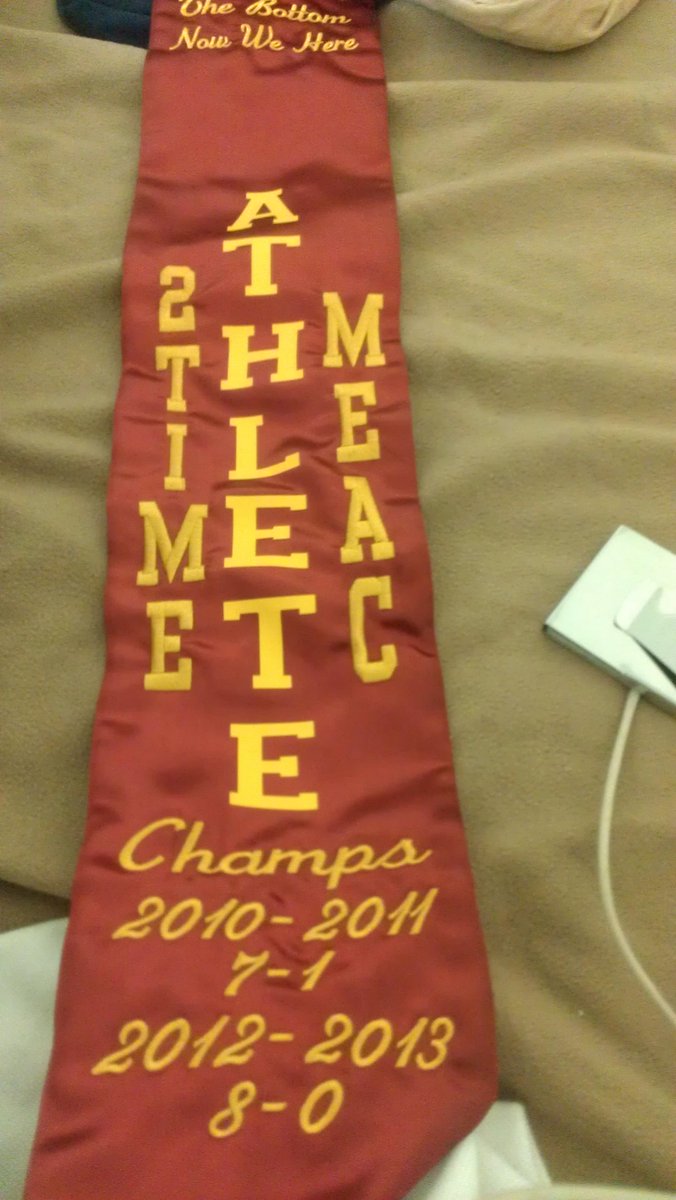 The Bottom
Now We Here
2 TIME
ATHLETE
MEAC
Champs
2010-2011
7-1
2012-2013
8-0